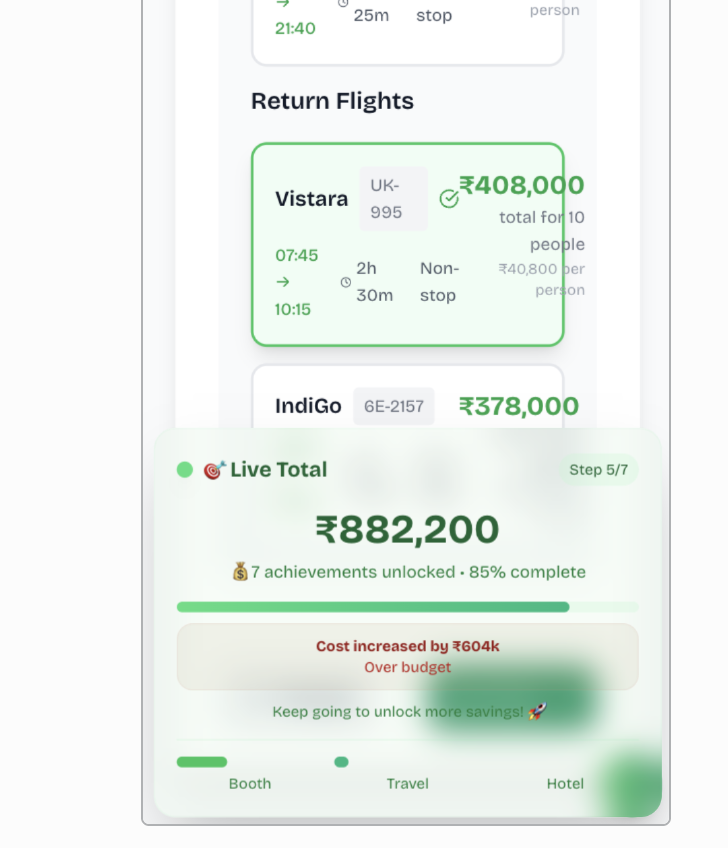 →
21:40
25m
stop
person
Return Flights
Vistara
UK-
995
₹408,000
total for 10
people
₹40,800 per
person
07:45
→
10:15
2h
30m
Non-
stop
IndiGo
6E-2157
₹378,000
🎯 Live Total
Step 5/7
₹882,200
💰 7 achievements unlocked • 85% complete
Cost increased by ₹604k
Over budget
Keep going to unlock more savings! 🚀
Booth
Travel
Hotel